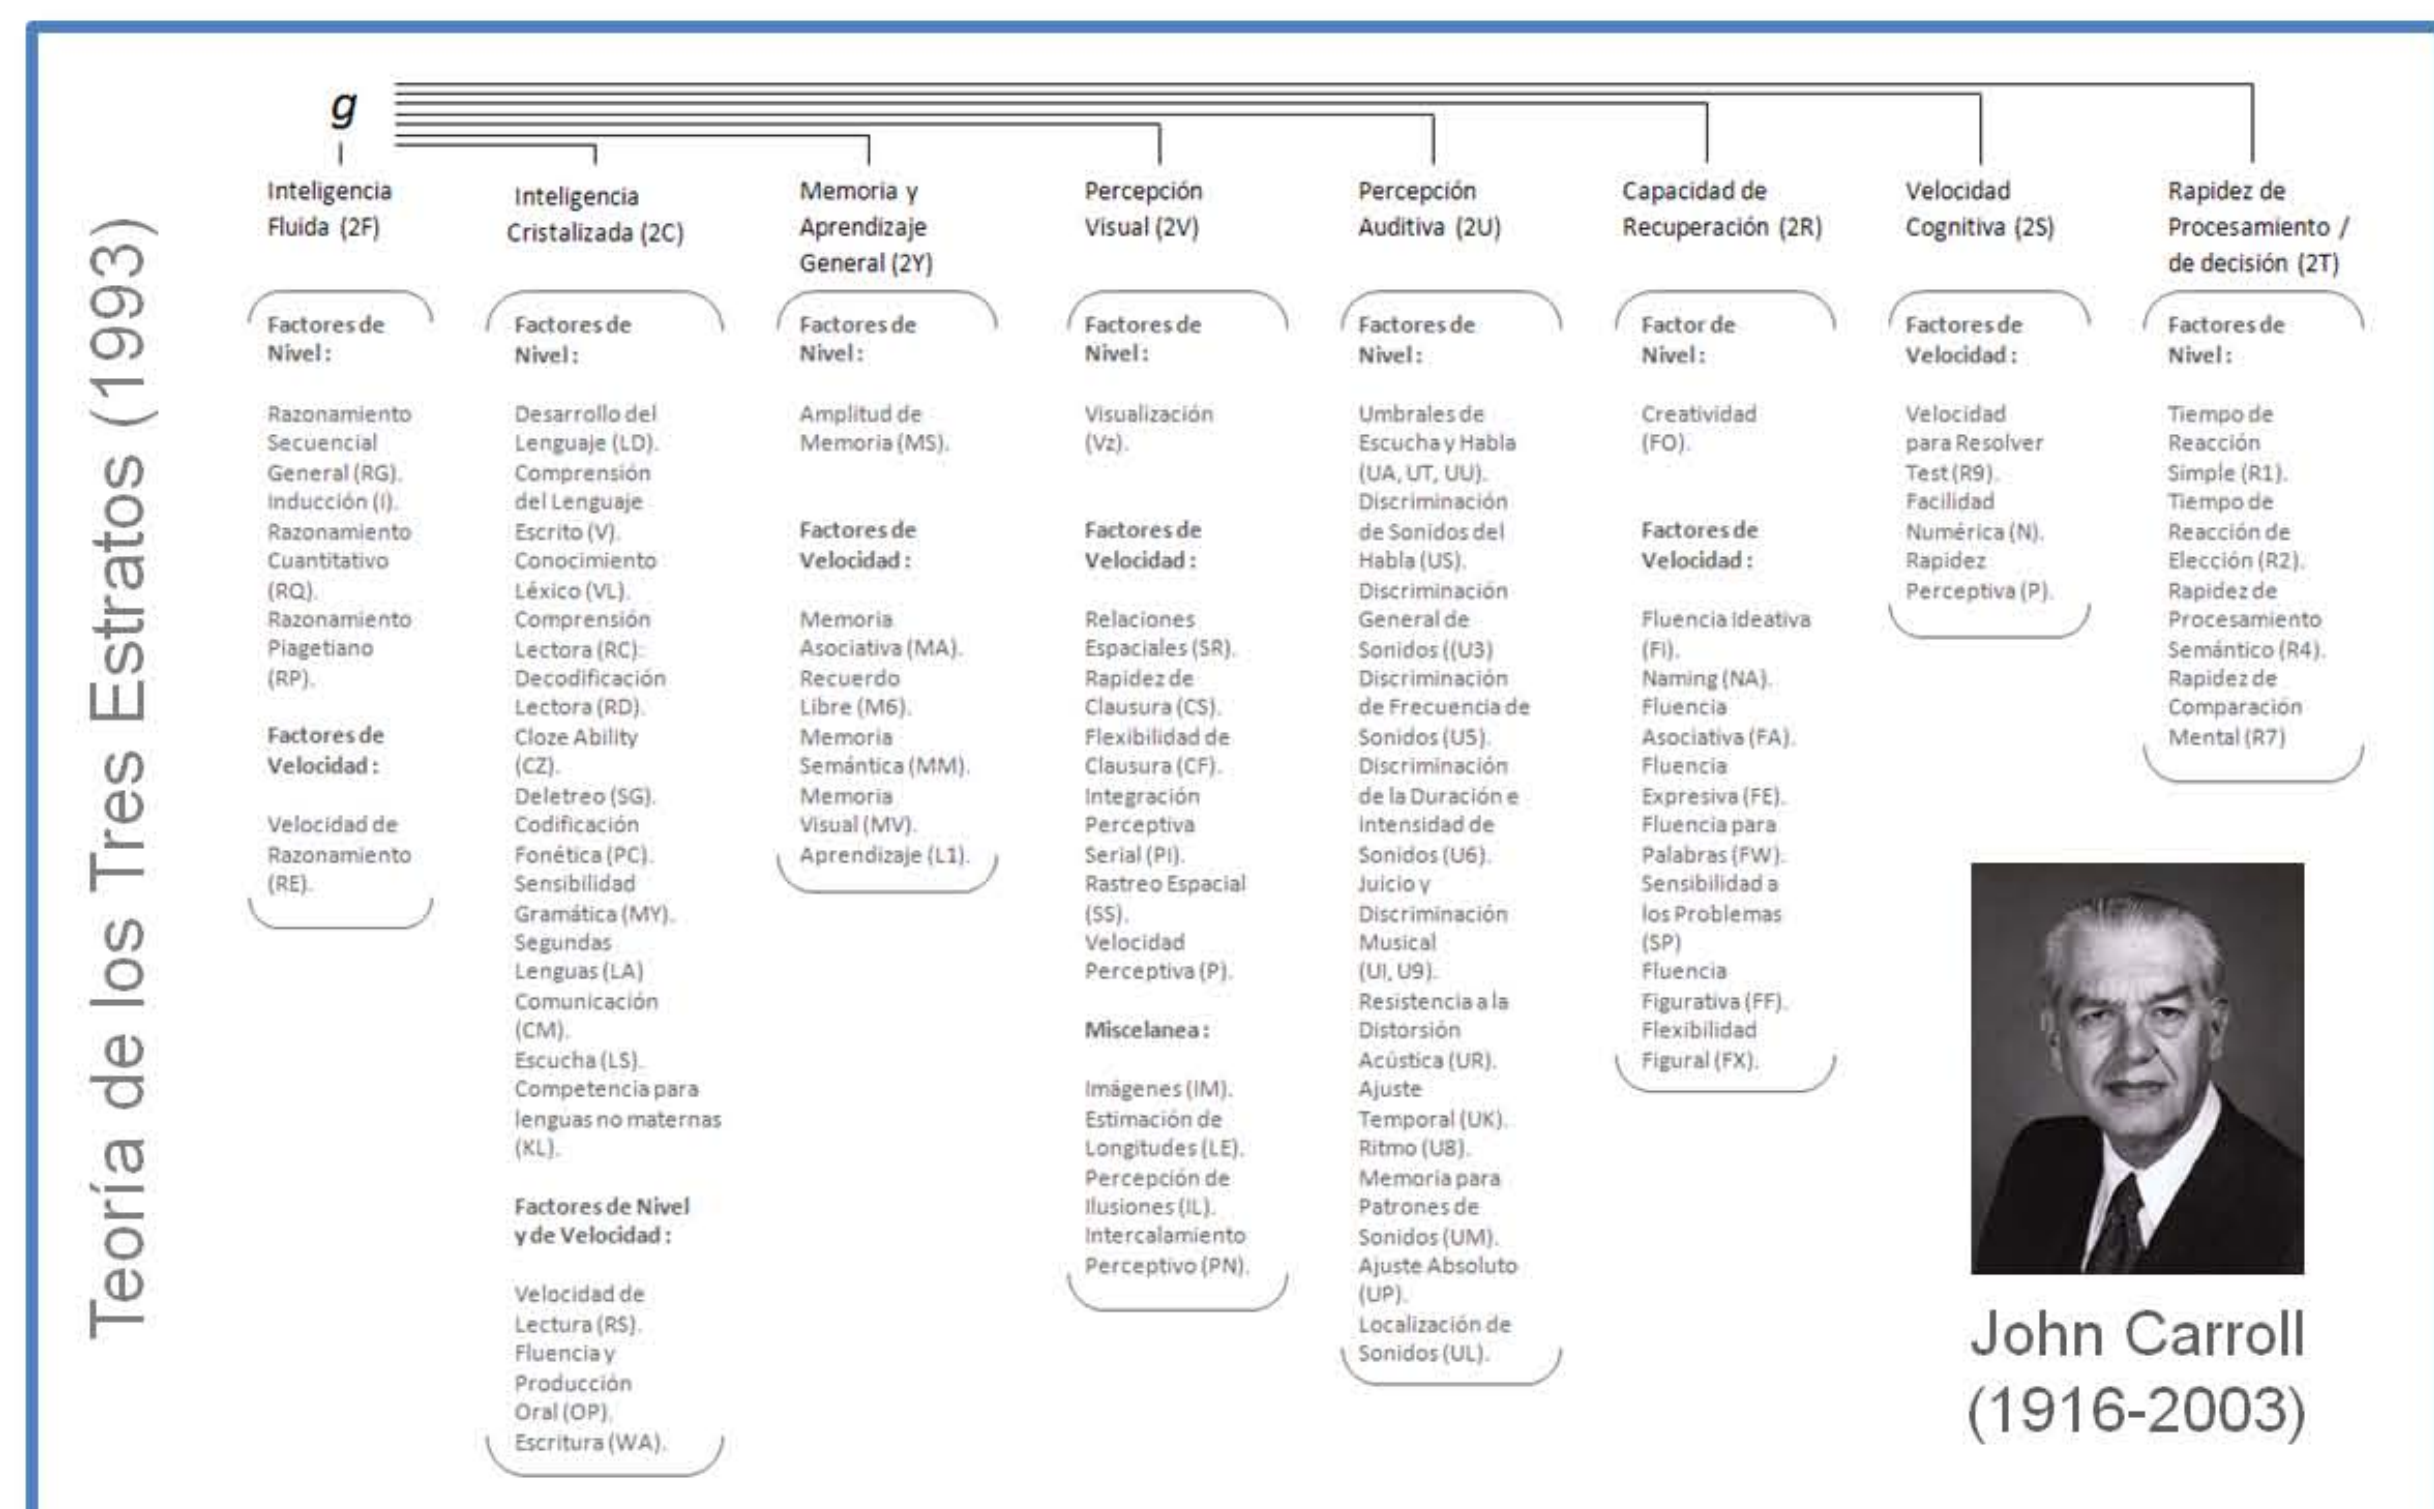 Teoría de los Tres Estratos (1993)
g
Inteligencia
Fluida (2F)
Factores de
Nivel:
Razonamiento
Secuencial
General (RG).
Inducción (I).
Razonamiento
Cuantitativo
(RQ).
Razonamiento
Piagetiano
(RP).
Factores de
Velocidad:
Velocidad de
Razonamiento
(RE).
Inteligencia
Cristalizada (2C)
Factores de
Nivel:
Desarrollo del
Lenguaje (LD).
Comprensión
del Lenguaje
Escrito (V).
Conocimiento
Léxico (VL).
Comprensión
Lectora (RC).
Decodificación
Lectora (RD).
Cloze Ability
(CZ).
Deletreo (SG).
Codificación
Fonética (PC).
Sensibilidad
Gramática (MY).
Segundas
Lenguas (LA)
Comunicación
(CM).
Escucha (LS).
Competencia para
lenguas no maternas
(KL).
Factores de Nivel
y de Velocidad:
Velocidad de
Lectura (RS).
Fluencia y
Producción
Oral (OP).
Escritura (WA).
Memoria y
Aprendizaje
General (2Y)
Factores de
Nivel:
Amplitud de
Memoria (MS).
Factores de
Velocidad:
Memoria
Asociativa (MA).
Recuerdo
Libre (M6).
Memoria
Semántica (MM).
Memoria
Visual (MV).
Aprendizaje (L1).
Percepción
Visual (2V)
Factores de
Nivel:
Visualización
(Vz).
Factores de
Velocidad:
Relaciones
Espaciales (SR).
Rapidez de
Clausura (CS).
Flexibilidad de
Clausura (CF).
Integración
Perceptiva
Serial (PI).
Rastreo Espacial
(SS).
Velocidad
Perceptiva (P).
Miscelanea:
Imágenes (IM).
Estimación de
Longitudes (LE).
Percepción de
Ilusiones (IL).
Intercalamiento
Perceptivo (PN).
Percepción
Auditiva (2U)
Factores de
Nivel:
Umbrales de
Escucha y Habla
(UA, UT, UU).
Discriminación
de Sonidos del
Habla (US).
Discriminación
General de
Sonidos ((U3)
Discriminación
de Frecuencia de
Sonidos (U5).
Discriminación
de la Duración e
Intensidad de
Sonidos (U6).
Juicio y
Discriminación
Musical
(UI, U9).
Resistencia a la
Distorsión
Acústica (UR).
Ajuste
Temporal (UK).
Ritmo (U8).
Memoria para
Patrones de
Sonidos (UM).
Ajuste Absoluto
(UP).
Localización de
Sonidos (UL).
Capacidad de
Recuperación (2R)
Factor de
Nivel:
Creatividad
(FO).
Factores de
Velocidad:
Fluencia Ideativa
(FI).
Naming (NA).
Fluencia
Asociativa (FA).
Fluencia
Expresiva (FE).
Fluencia para
Palabras (FW).
Sensibilidad a
los Problemas
(SP)
Fluencia
Figurativa (FF).
Flexibilidad
Figural (FX).
Velocidad
Cognitiva (2S)
Factores de
Velocidad:
Velocidad
para Resolver
Test (R9).
Facilidad
Numérica (N).
Rapidez
Perceptiva (P).
Rapidez de
Procesamiento /
de decisión (2T)
Factores de
Nivel:
Tiempo de
Reacción
Simple (R1).
Tiempo de
Reacción de
Elección (R2).
Rapidez de
Procesamiento
Semántico (R4).
Rapidez de
Comparación
Mental (R7)
John Carroll
(1916-2003)